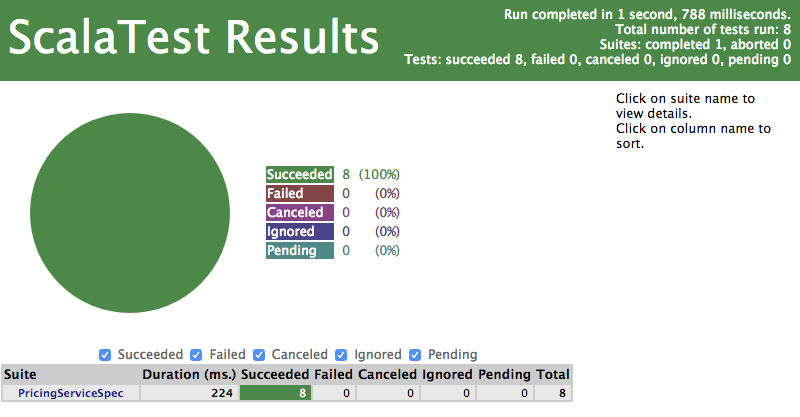 ScalaTest Results
Run completed in 1 second, 788 milliseconds.
Total number of tests run: 8
Suites: completed 1, aborted 0
Tests: succeeded 8, failed 0, canceled 0, ignored 0, pending 0
Click on suite name to
view details.
Click on column name to
sort.
Succeeded 8 (100%)
Failed 0 (0%)
Canceled 0 (0%)
Ignored 0 (0%)
Pending 0 (0%)
Succeeded Failed Canceled Ignored Pending
Suite Duration (ms.) Succeeded Failed Canceled Ignored Pending Total
PricingServiceSpec 224 8 0 0 0 0 8